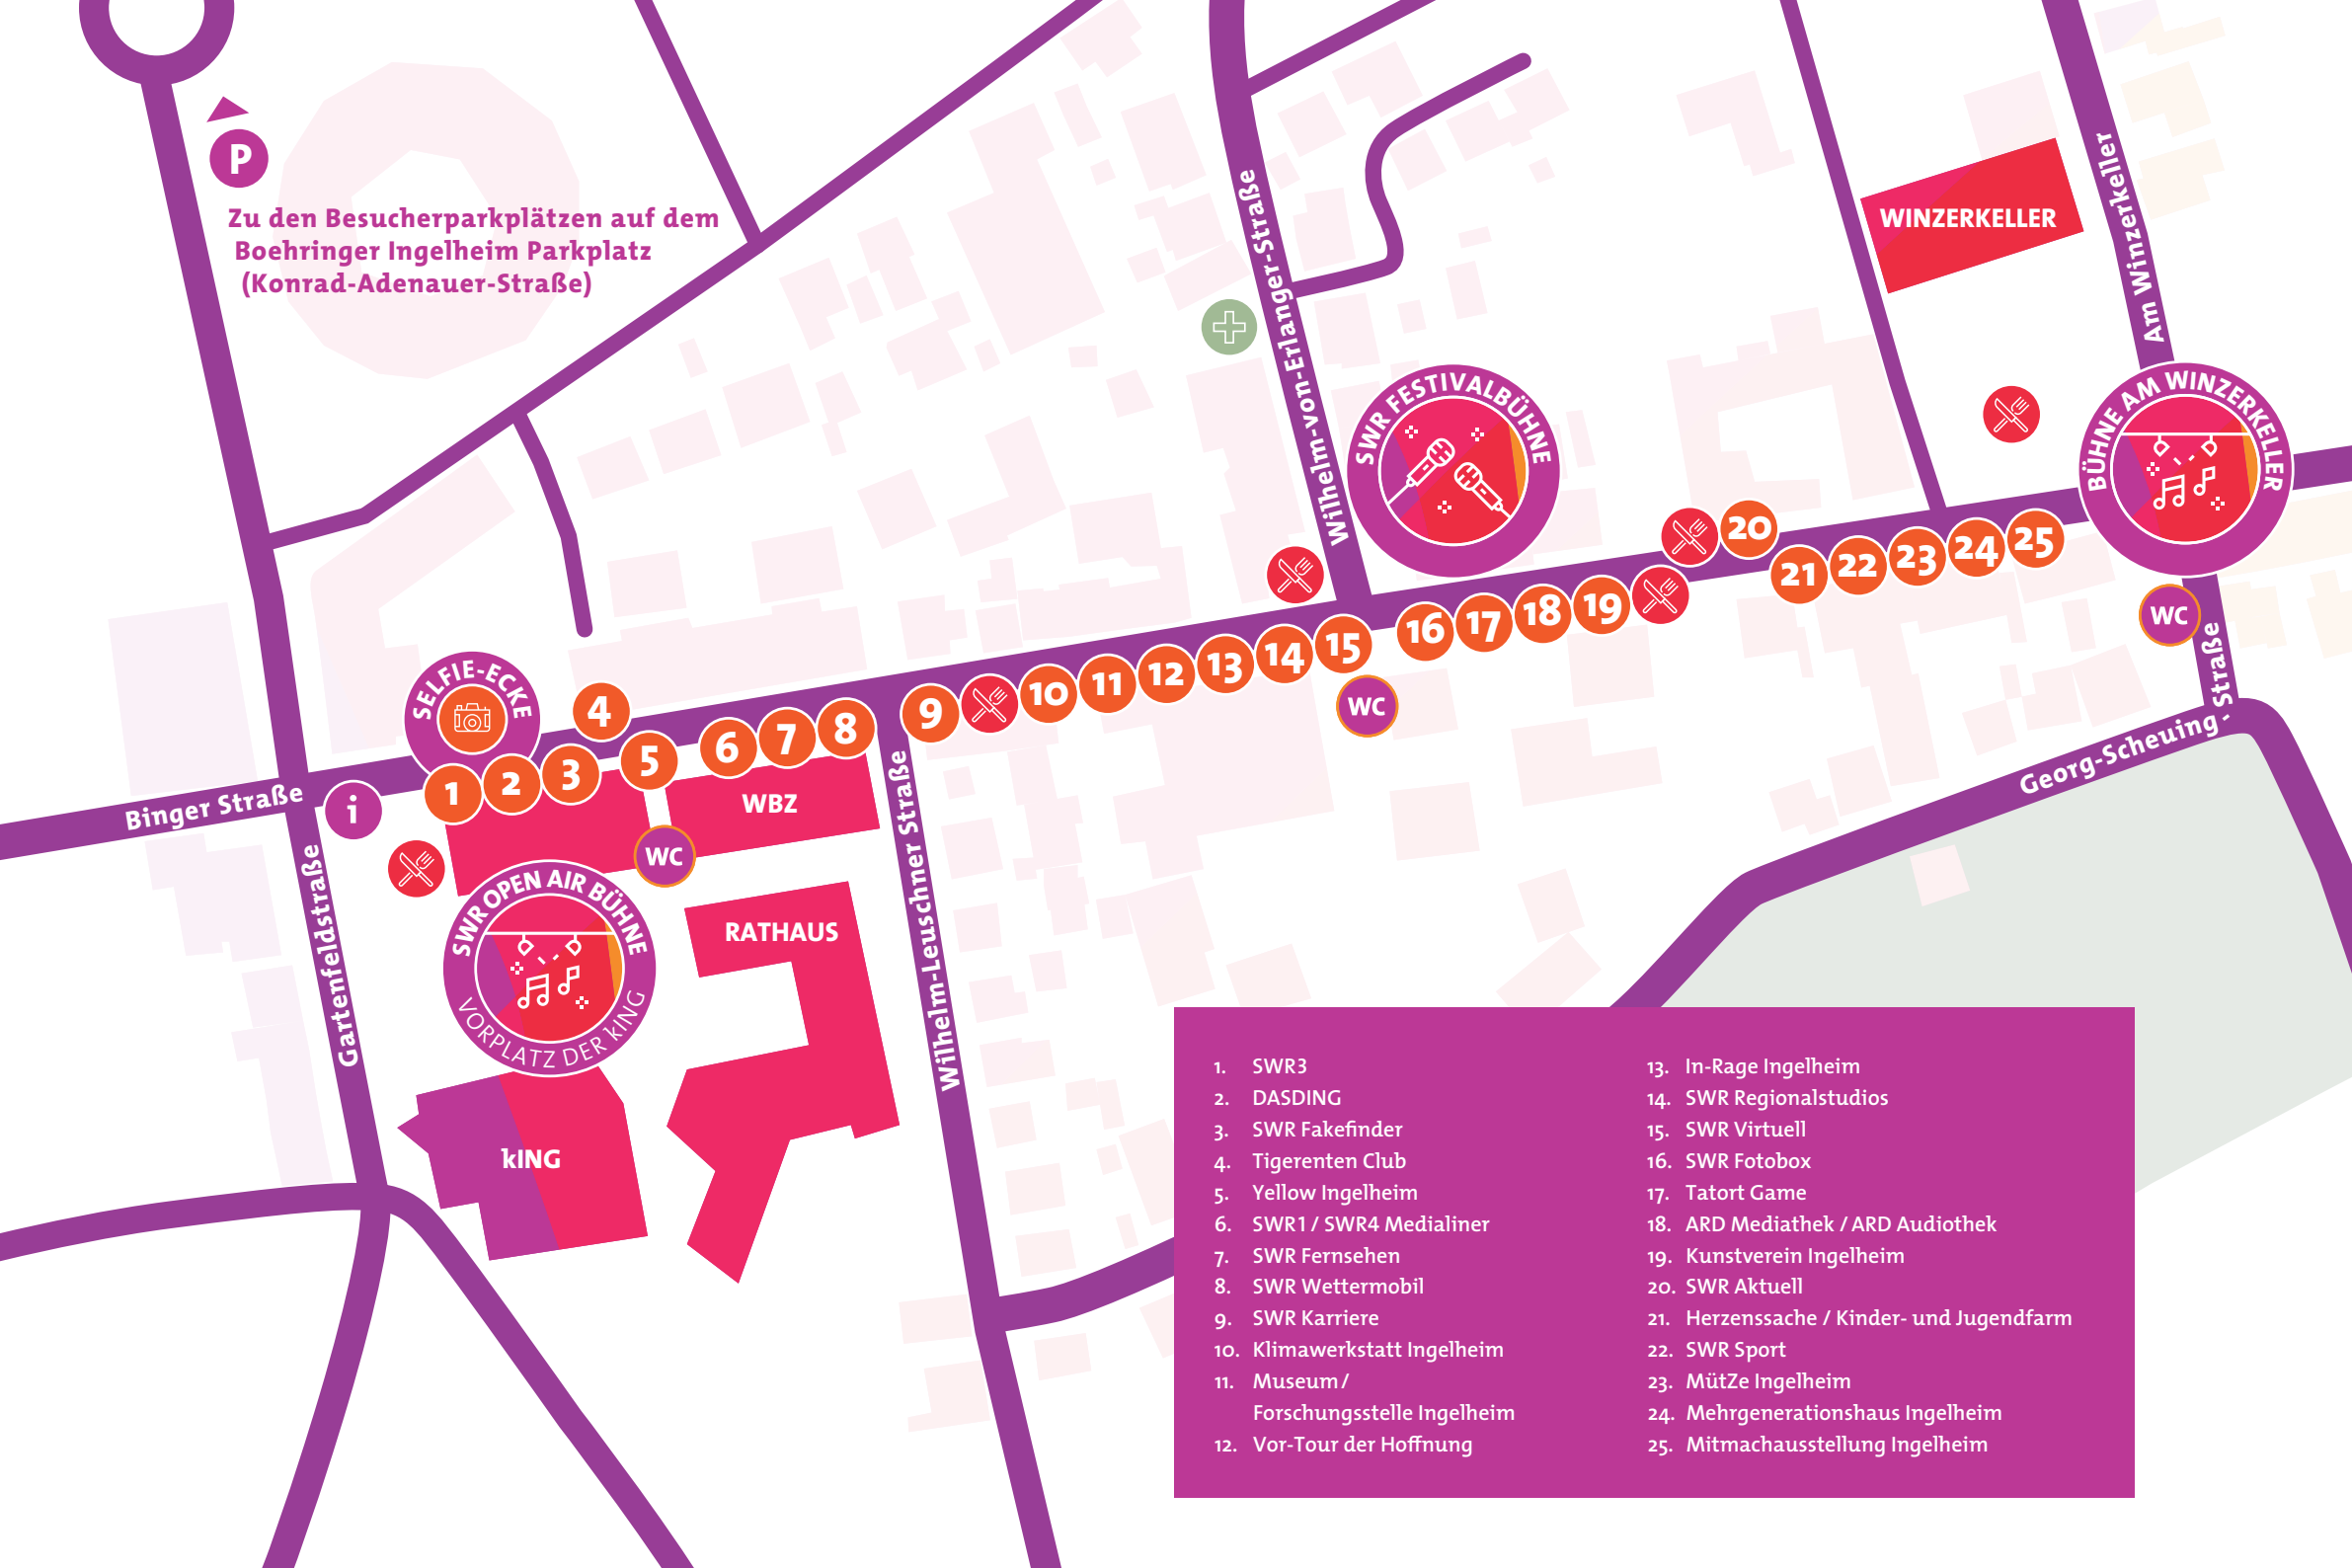 P
Zu den Besucherparkplätzen auf dem
Boehringer Ingelheim Parkplatz
(Konrad-Adenauer-Straße)
Wilhelm-von-Erlanger-Straße
WINZERKELLER
Am Winzerkeller
SWR FESTIVALBÜHNE
BÜHNE AM WINZERKELLER
20
21
22
23
24
25
16
17
18
19
WC
Georg-Scheuing-Straße
9
10
11
12
13
14
15
WC
SELFIE-ECKE
4
1
2
3
5
6
7
8
Binger Straße
i
WBZ
WC
Gartenfeldstraße
SWR OPEN AIR BÜHNE
VORPLATZ DER kING
RATHAUS
Wilhelm-Leuschner Straße
kING
1. SWR3
2. DASDING
3. SWR Fakefinder
4. Tigerenten Club
5. Yellow Ingelheim
6. SWR1 / SWR4 Medialiner
7. SWR Fernsehen
8. SWR Wettermobil
9. SWR Karriere
10. Klimawerkstatt Ingelheim
11. Museum /
Forschungsstelle Ingelheim
12. Vor-Tour der Hoffnung
13. In-Rage Ingelheim
14. SWR Regionalstudios
15. SWR Virtuell
16. SWR Fotobox
17. Tatort Game
18. ARD Mediathek / ARD Audiothek
19. Kunstverein Ingelheim
20. SWR Aktuell
21. Herzenssache / Kinder- und Jugendfarm
22. SWR Sport
23. MütZe Ingelheim
24. Mehrgenerationshaus Ingelheim
25. Mitmachausstellung Ingelheim